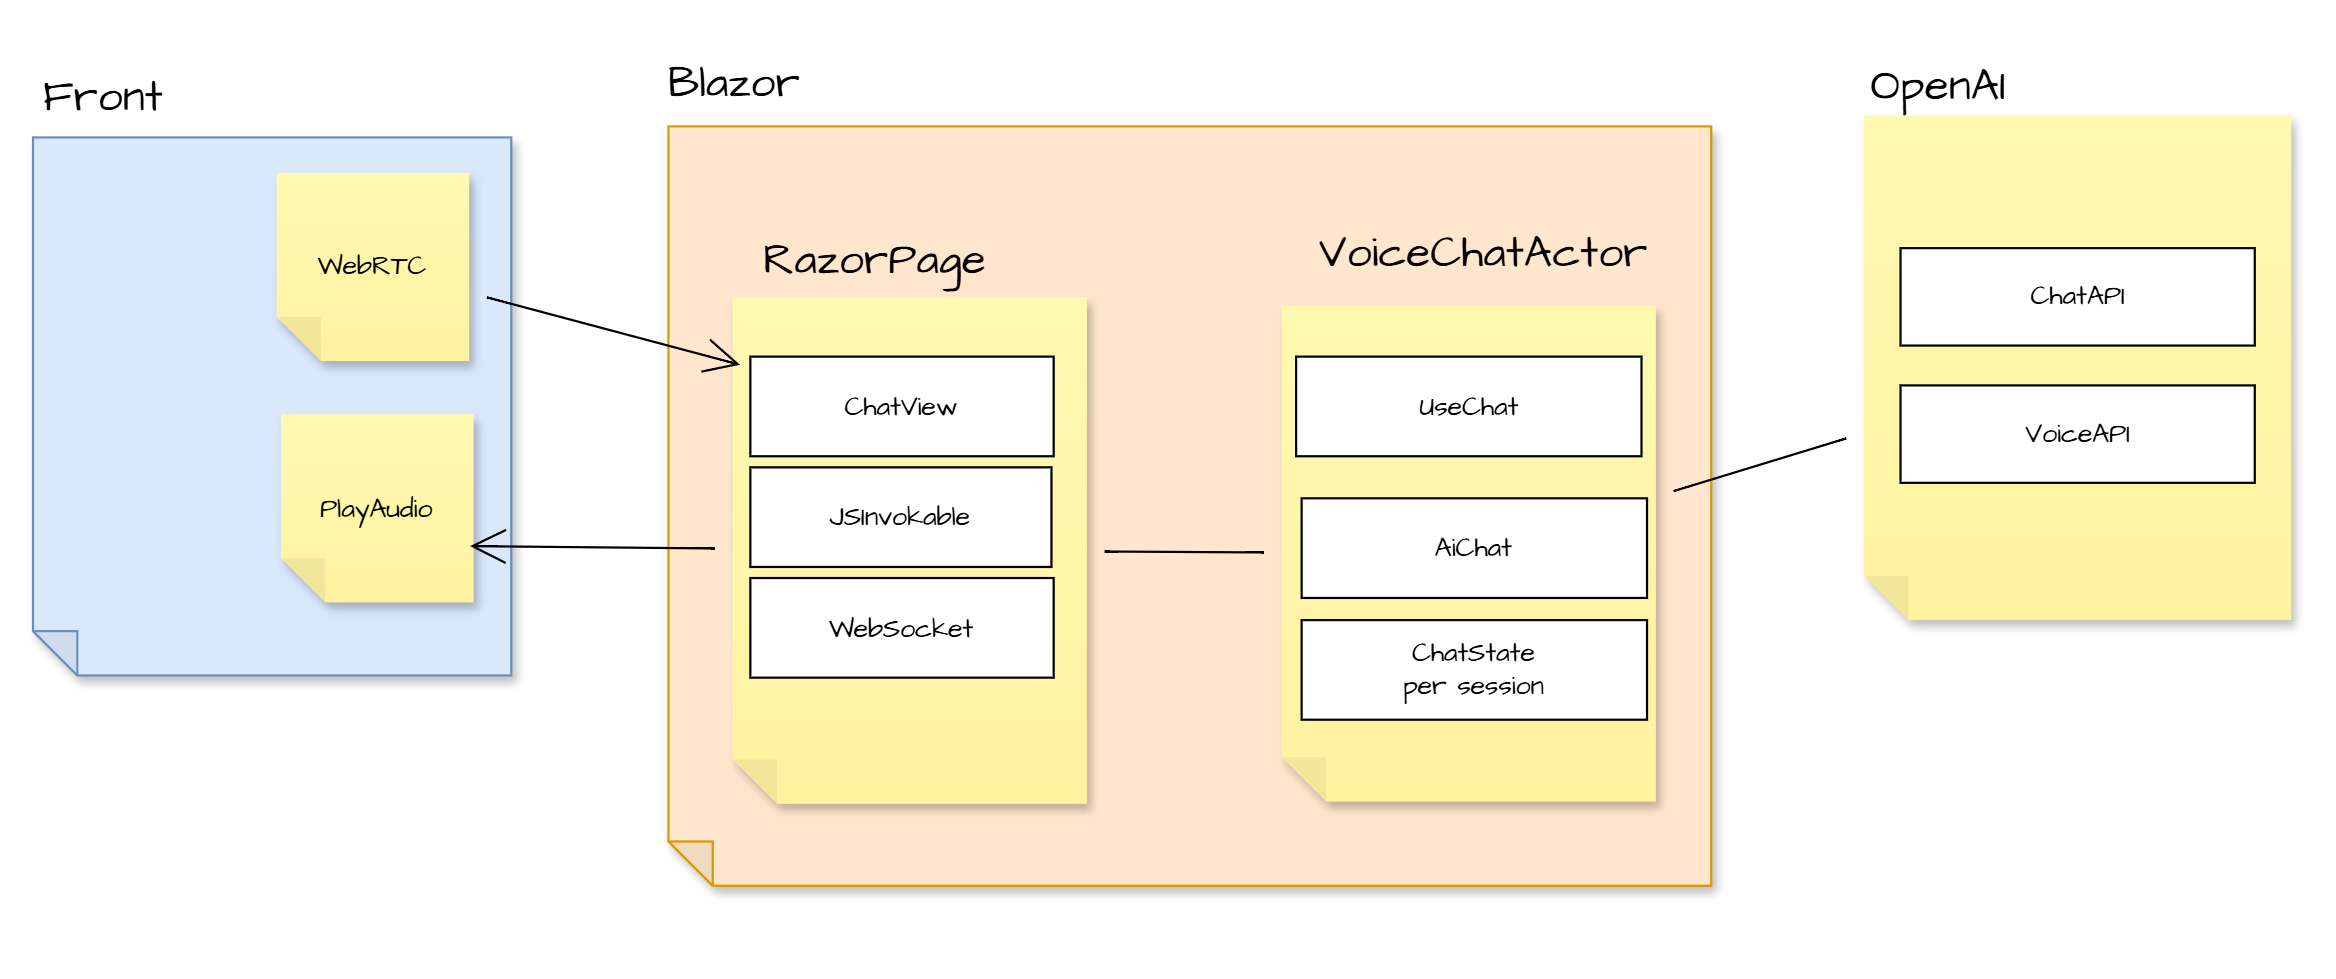 Front
WebRTC
PlayAudio
Blazor
RazorPage
ChatView
JSInvokable
WebSocket
VoiceChatActor
UseChat
AiChat
ChatState
per session
OpenAI
ChatAPI
VoiceAPI